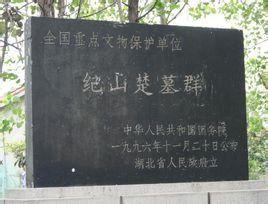 全国重点文物保护单位
纪山楚墓群
中华人民共和国国务院
一九九六年十一月二十日公布
湖北省人民政府立